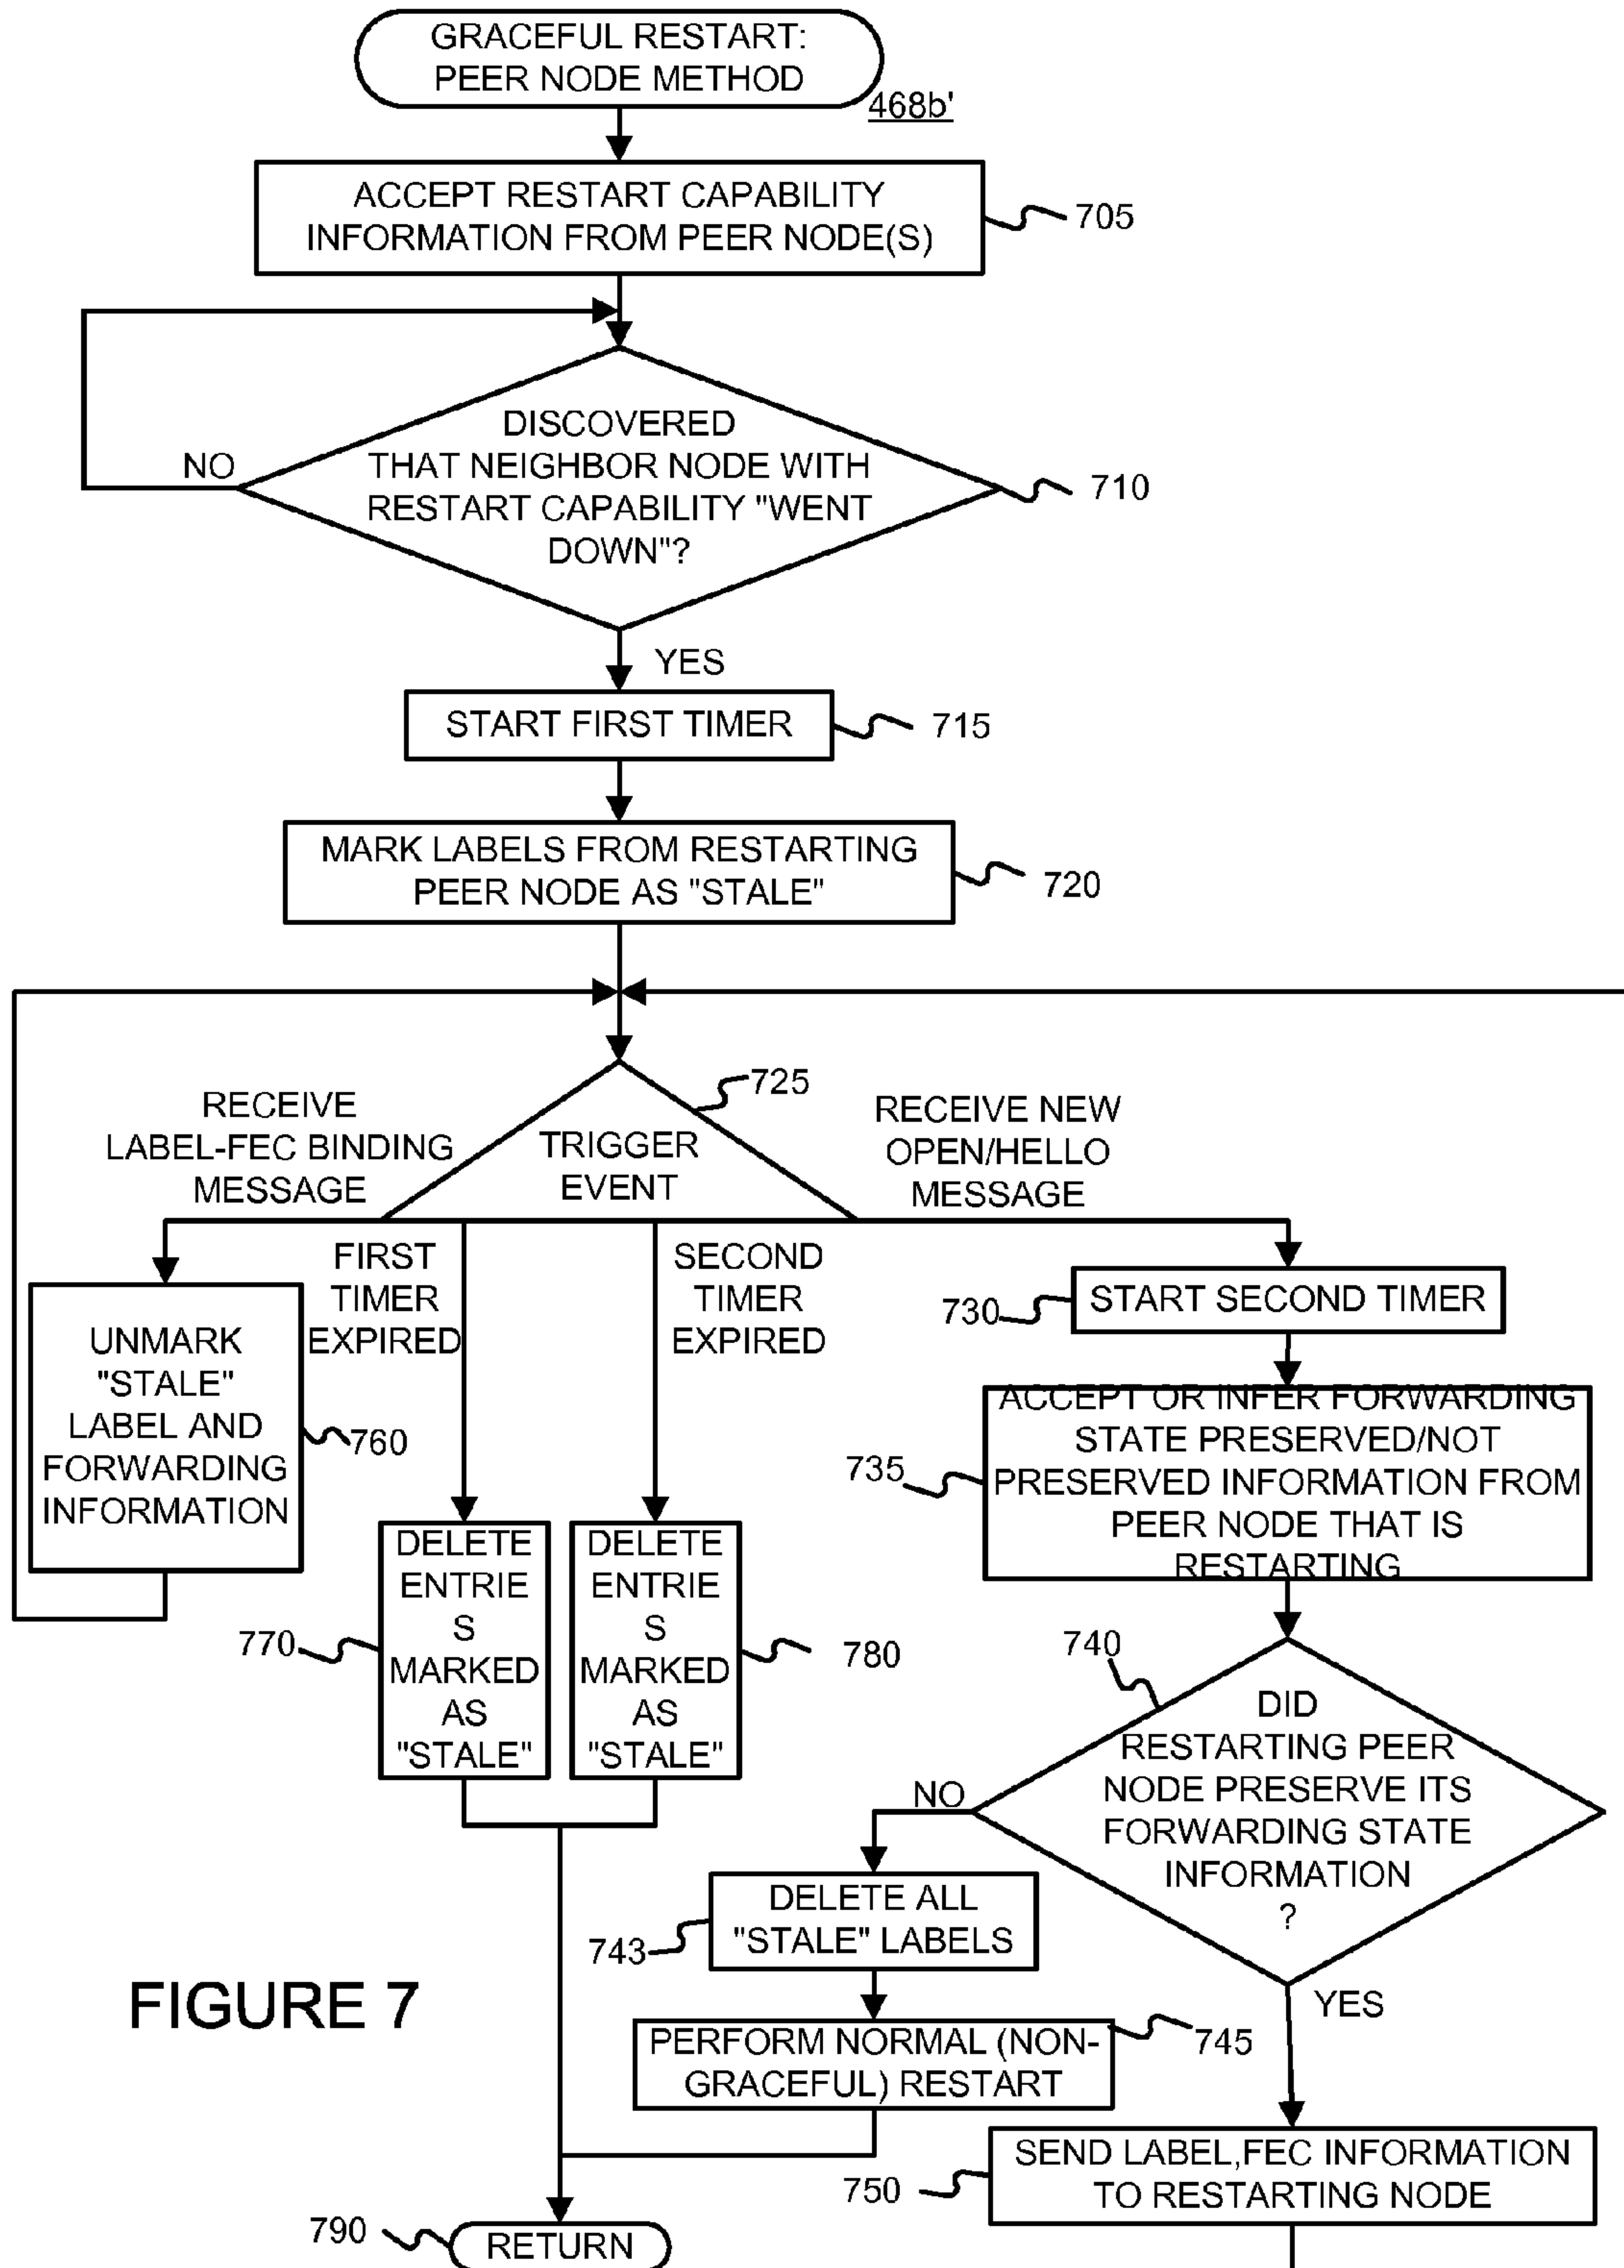 GRACEFUL RESTART:
PEER NODE METHOD
468b'
ACCEPT RESTART CAPABILITY
INFORMATION FROM PEER NODE(S)
705
DISCOVERED
THAT NEIGHBOR NODE WITH
RESTART CAPABILITY "WENT
DOWN"?
NO
710
YES
START FIRST TIMER
715
MARK LABELS FROM RESTARTING
PEER NODE AS "STALE"
720
725
TRIGGER
EVENT
RECEIVE
LABEL-FEC BINDING
MESSAGE
RECEIVE NEW
OPEN/HELLO
MESSAGE
FIRST
TIMER
EXPIRED
SECOND
TIMER
EXPIRED
UNMARK
"STALE"
LABEL AND
FORWARDING
INFORMATION
760
730
START SECOND TIMER
735
ACCEPT OR INFER FORWARDING
STATE PRESERVED/NOT
PRESERVED INFORMATION FROM
PEER NODE THAT IS
RESTARTING
770
DELETE
ENTRIE
S
MARKED
AS
"STALE"
DELETE
ENTRIE
S
MARKED
AS
"STALE"
780
740
DID
RESTARTING PEER
NODE PRESERVE ITS
FORWARDING STATE
INFORMATION
?
NO
DELETE ALL
"STALE" LABELS
743
YES
PERFORM NORMAL (NON-
GRACEFUL) RESTART
745
SEND LABEL,FEC INFORMATION
TO RESTARTING NODE
750
790
RETURN
FIGURE 7